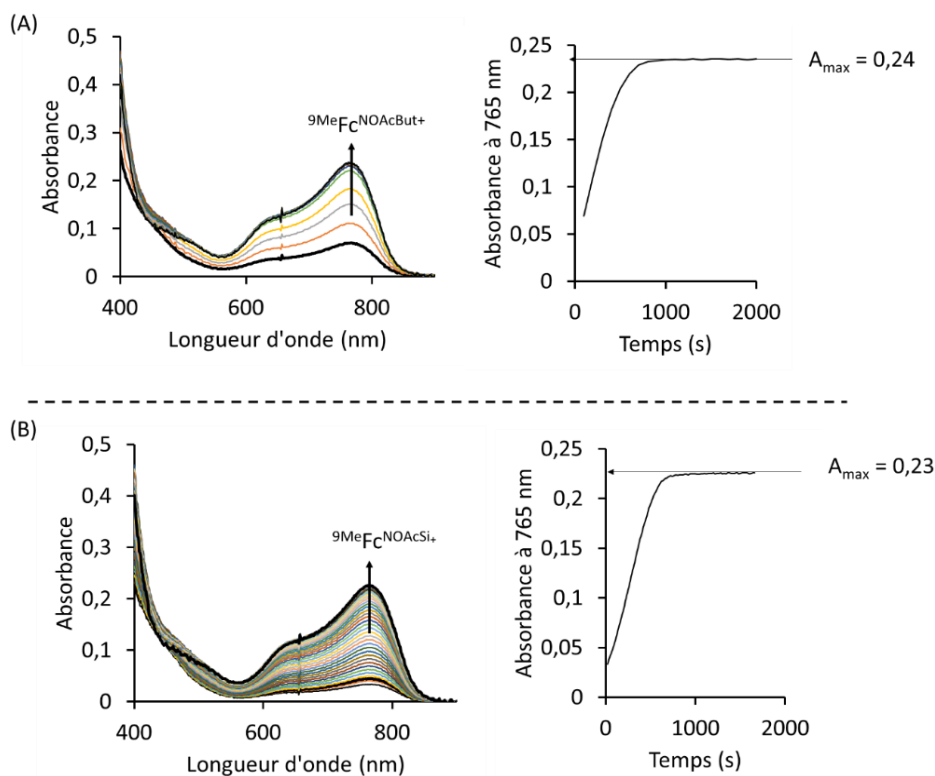 (A)
0,5
0,4
0,3
0,2
0,1
0
Absorbance
9MeFcNOAcBut+
400
600
800
Longueur d'onde (nm)
0,25
0,2
0,15
0,1
0,05
0
Absorbance à 765 nm
Amax = 0,24
0
1000
2000
Temps (s)
(B)
0,5
0,4
0,3
0,2
0,1
0
Absorbance
9MeFcNOAcSi+
400
600
800
Longueur d'onde (nm)
0,25
0,2
0,15
0,1
0,05
0
Absorbance à 765 nm
Amax = 0,23
0
1000
2000
Temps (s)